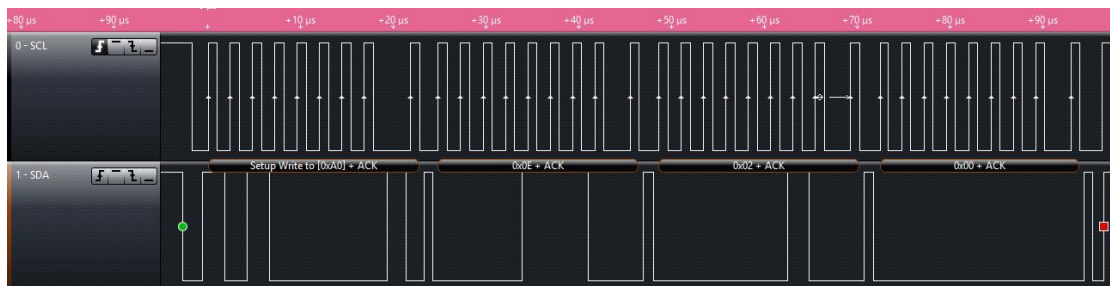 +80 µs +90 µs +10 µs +20 µs +30 µs +40 µs +50 µs +60 µs +70 µs +80 µs +90 µs
0 - SCL
Setup Write to [0xA0] + ACK 0x0E + ACK 0x02 + ACK 0x00 + ACK
1 - SDA